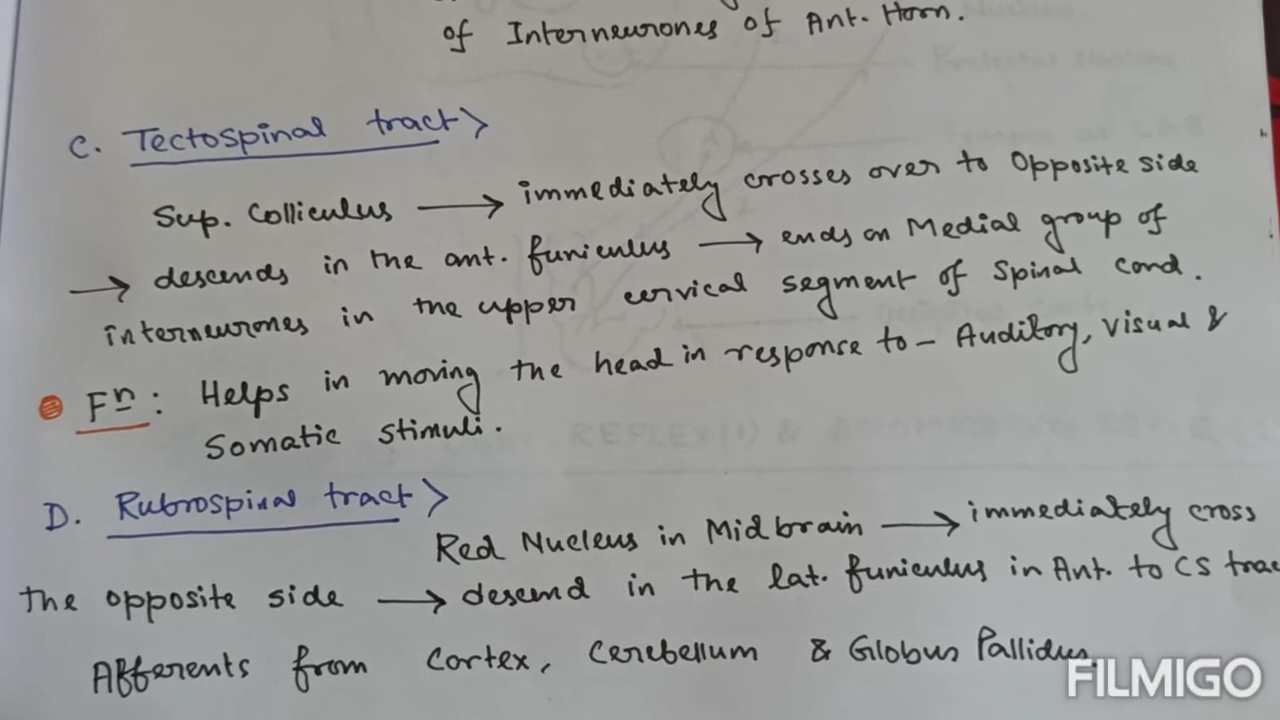 of Interneurones of Ant. Horn.
C. Tectospinal tract>
Sup. Colliculus → immediately crosses over to opposite side
→ descends in the ant. funiculus → ends on Medial group of
interneurones in the upper cervical segment of Spinal cord.
Fn: Helps in moving the head in response to - Auditory, visual &
Somatic stimuli.
D. Rubrospinal tract>
Red Nucleus in Midbrain → immediately cross
the opposite side → descend in the lat. funiculus in Ant. to CS trac
Afferents from cortex, cerebellum & Globus Pallidus.
FILMIGO